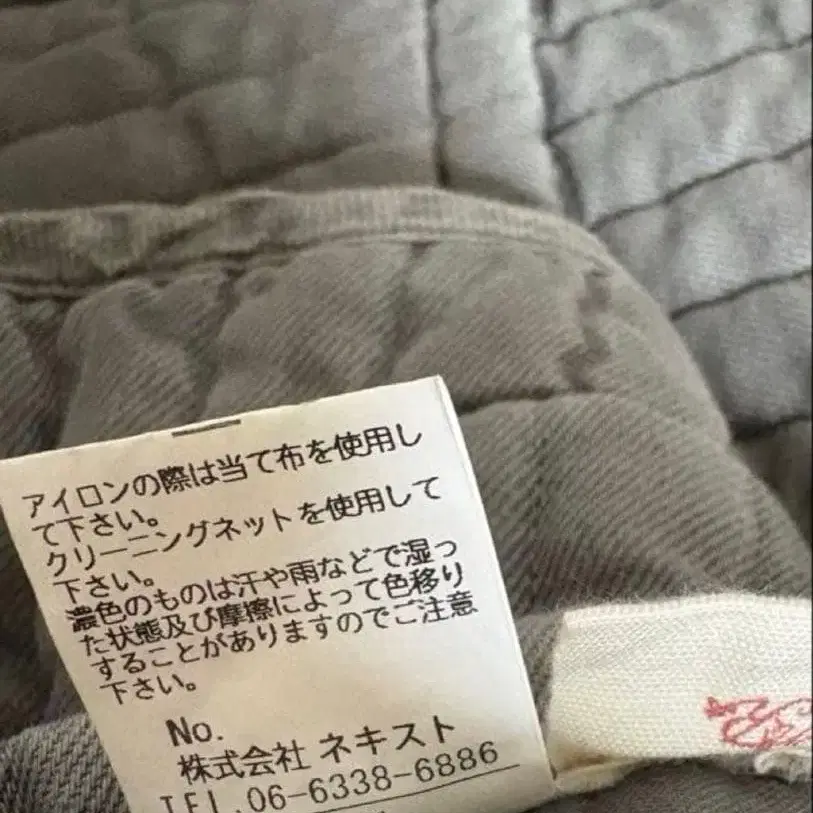 アイロンの際は当て布を使用し
て下さい。
クリーニングネットを使用して
下さい。
濃色のものは汗や雨などで湿っ
た状態及び摩擦によって色移り
することがありますのでご注意
下さい。
No.
株式会社 ネキスト
TEL.06-6338-6886